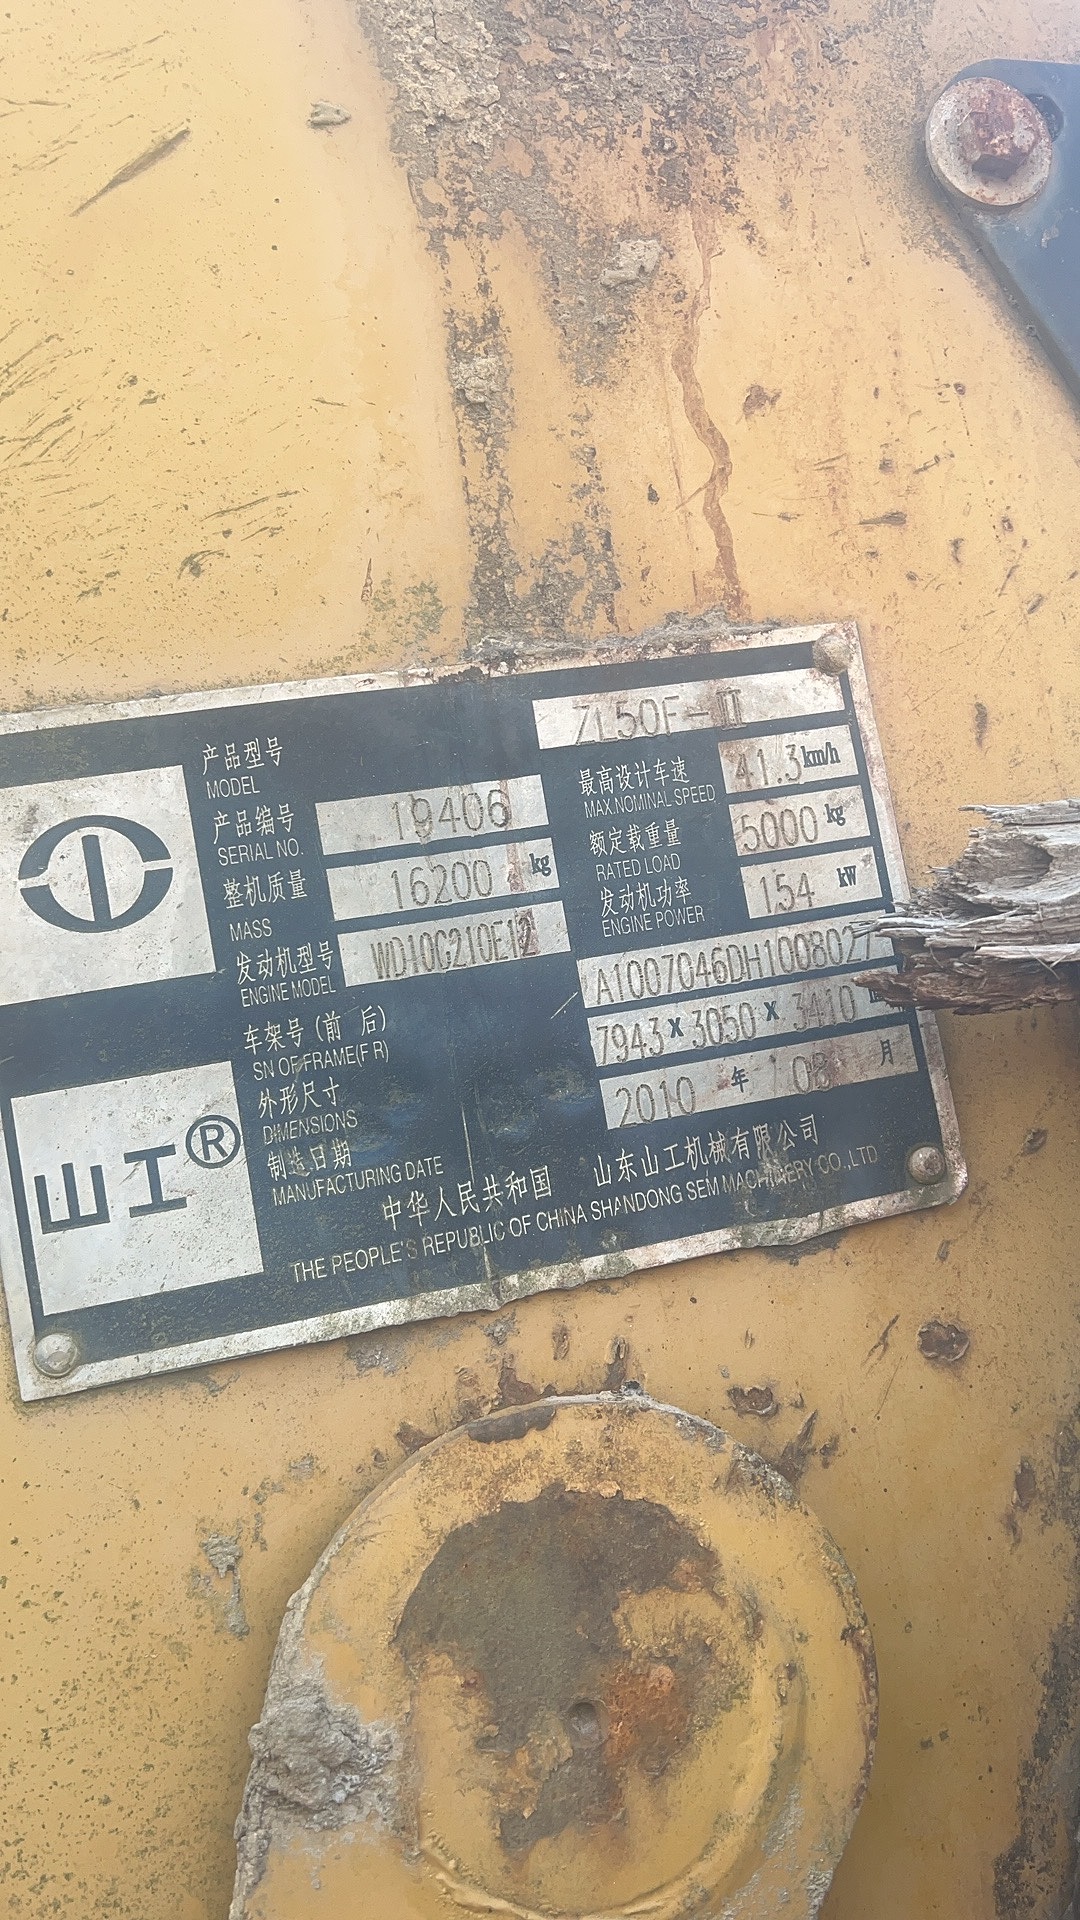 产品型号 ZL50F-Ⅱ
MODEL
产品编号 19406 最高设计车速 41.3 km/h
SERIAL NO. MAX.NOMINAL SPEED
整机质量 16200 kg 额定载重量 5000 kg
MASS RATED LOAD
发动机型号 WD10G210E12 发动机功率 154 kW
ENGINE MODEL ENGINE POWER
车架号(前 后) A1007046DH1008027
SN OF FRAME(F R)
外形尺寸 7943 x 3050 x 3410
DIMENSIONS
制造日期 2010 年 08 月
MANUFACTURING DATE
山工®
中华人民共和国 山东山工机械有限公司
THE PEOPLE'S REPUBLIC OF CHINA SHANDONG SEM MACHINERY CO.,LTD